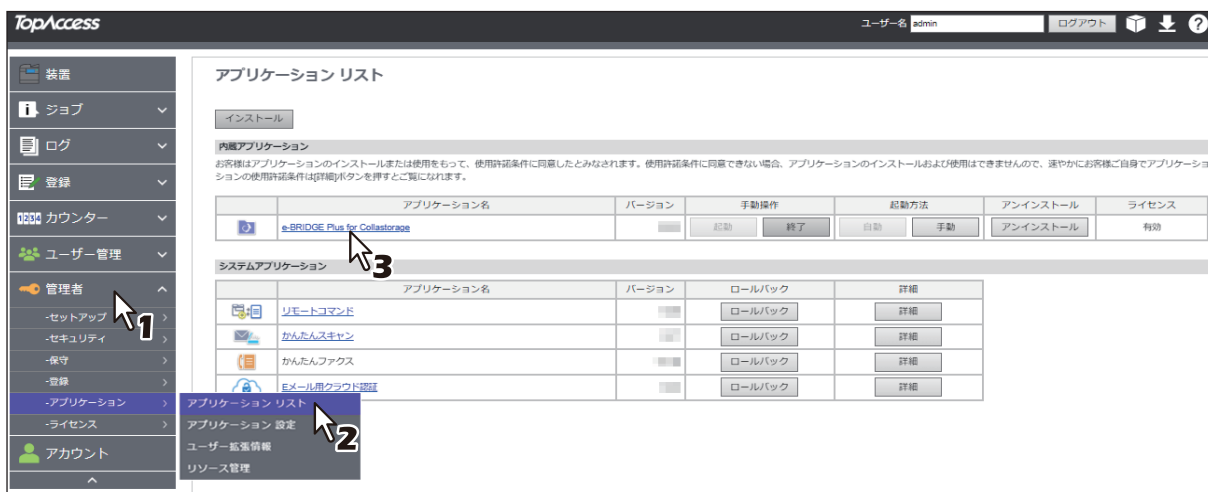 TopAccess
ユーザー名 admin ログアウト ?
装置
i ジョブ
ログ
登録
1234 カウンター
ユーザー管理
管理者
-セットアップ
-セキュリティ
-保守
-登録
-アプリケーション
-ライセンス
アカウント
アプリケーション リスト
アプリケーション 設定
ユーザー拡張情報
リソース管理
1
2
3
アプリケーション リスト
インストール
内蔵アプリケーション
お客様はアプリケーションのインストールまたは使用をもって、使用許諾条件に同意したとみなされます。使用許諾条件に同意できない場合、アプリケーションのインストールおよび使用はできませんので、速やかにお客様ご自身でアプリケーショ
ションの使用許諾条件は[詳細]ボタンを押すとご覧になれます。
アプリケーション名 バージョン 手動操作 起動方法 アンインストール ライセンス
e-BRIDGE Plus for Collastorage 起動 終了 自動 手動 アンインストール 有効
システムアプリケーション
アプリケーション名 バージョン ロールバック 詳細
リモートコマンド ロールバック 詳細
かんたんスキャン ロールバック 詳細
かんたんファクス ロールバック 詳細
Eメール用クラウド認証 ロールバック 詳細